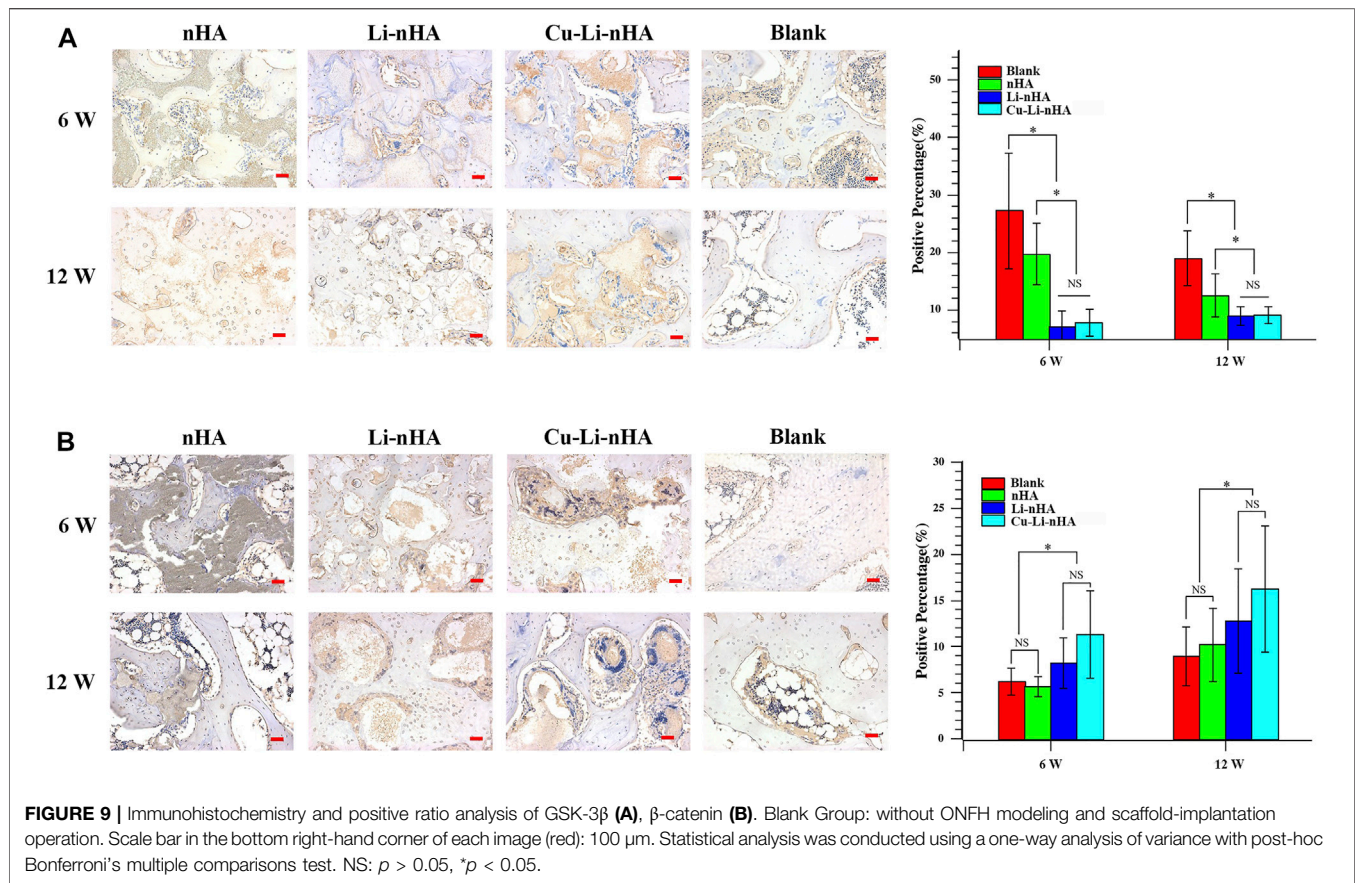 A
nHA Li-nHA Cu-Li-nHA Blank
6 W
12 W
Positive Percentage(%)
50
40
30
20
10
Blank
nHA
Li-nHA
Cu-Li-nHA
*
*
NS
*
*
NS
6 W 12 W
B
nHA Li-nHA Cu-Li-nHA Blank
6 W
12 W
Positive Percentage(%)
30
25
20
15
10
5
0
Blank
nHA
Li-nHA
Cu-Li-nHA
*
NS
NS
*
NS
NS
6 W 12 W
FIGURE 9 | Immunohistochemistry and positive ratio analysis of GSK-3β (A), β-catenin (B). Blank Group: without ONFH modeling and scaffold-implantation
operation. Scale bar in the bottom right-hand corner of each image (red): 100 μm. Statistical analysis was conducted using a one-way analysis of variance with post-hoc
Bonferroni's multiple comparisons test. NS: p > 0.05, *p < 0.05.